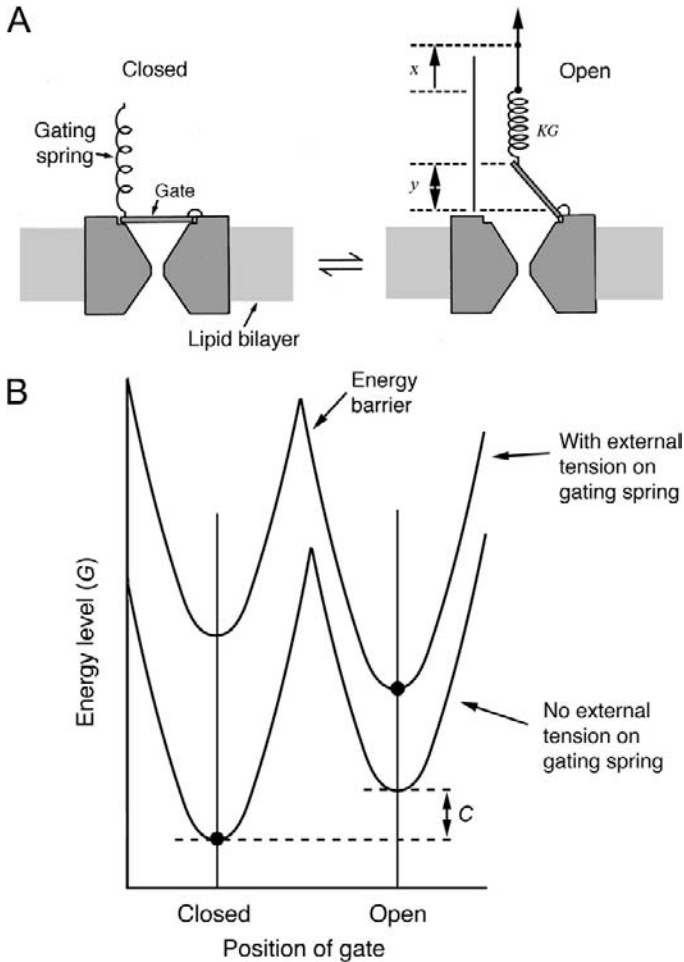 A
Closed
Open
x
Gating
spring
KG
Gate
y
Lipid bilayer
B
Energy
barrier
With external
tension on
gating spring
Energy level (G)
No external
tension on
gating spring
C
Closed
Open
Position of gate